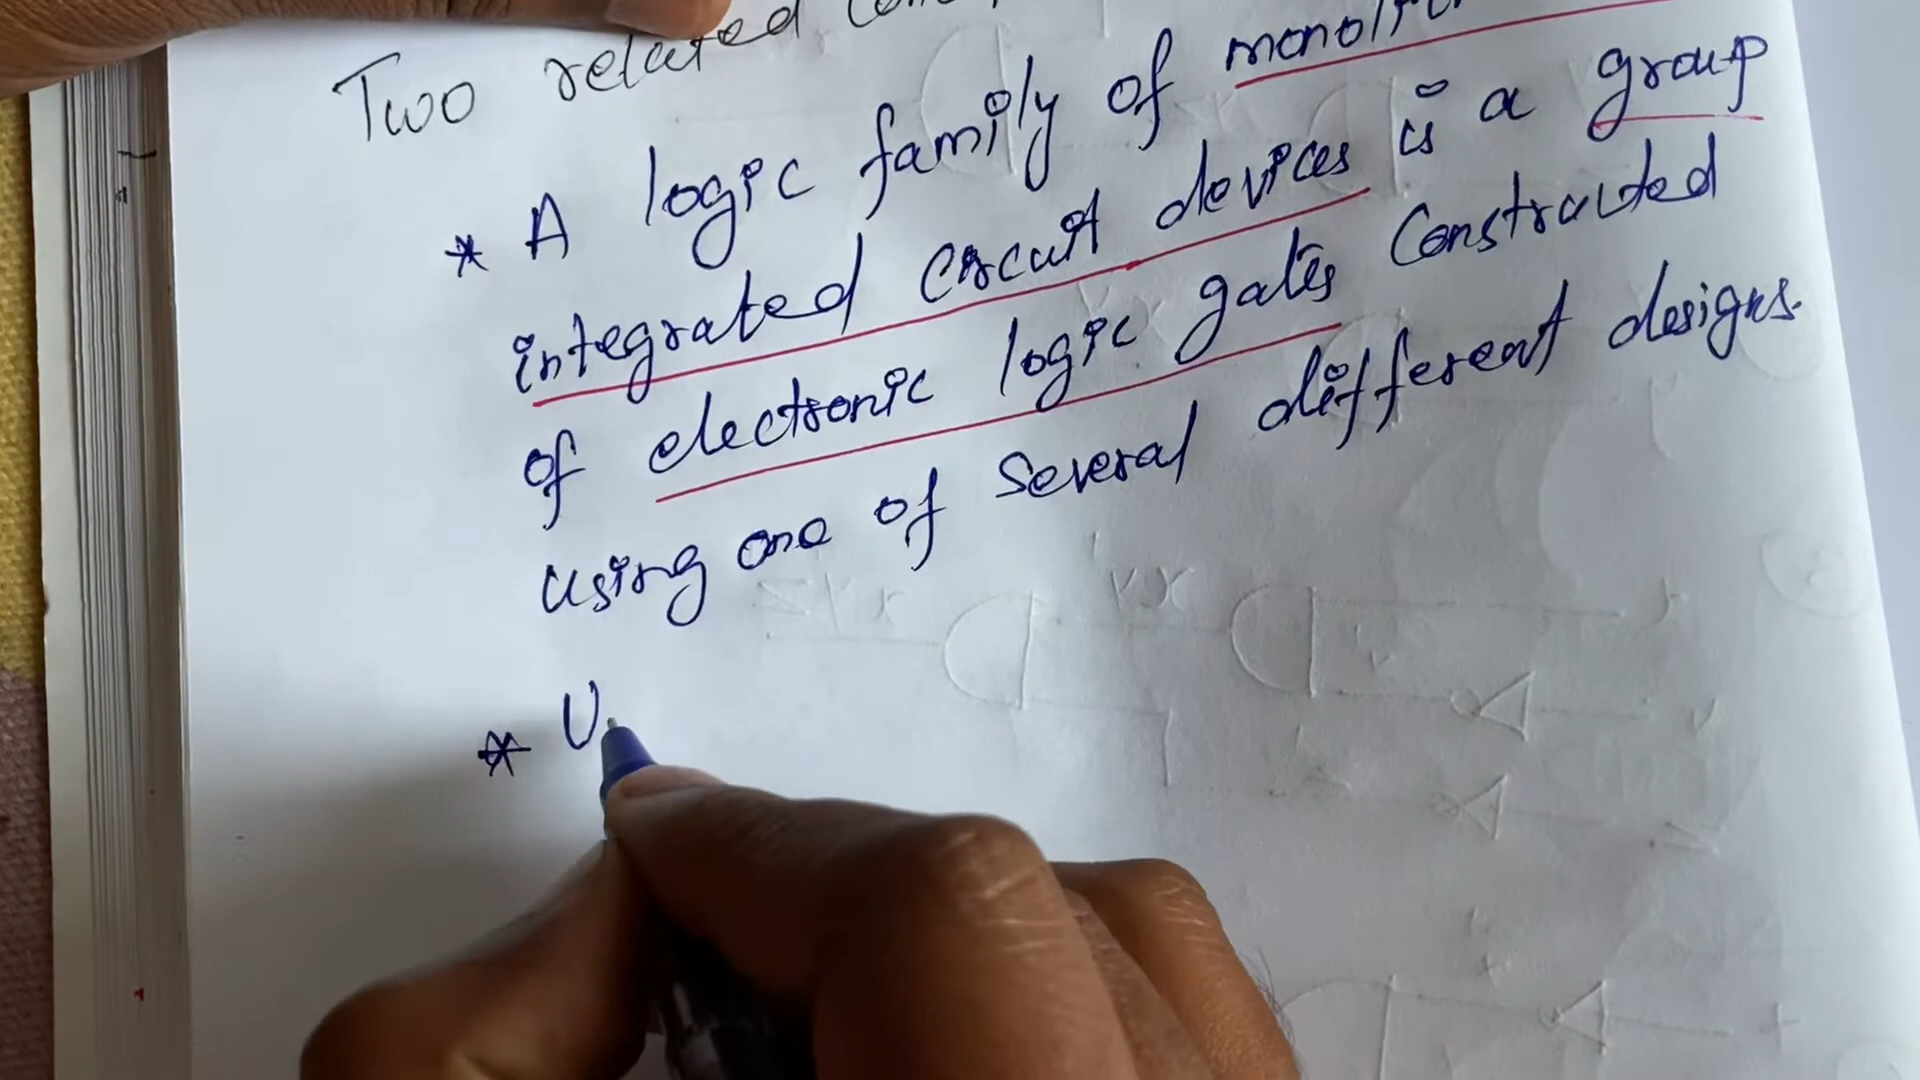 Two related
* A logic family of
integrated circuit devices is a group
of electronic logic gates constructed
using one of several different designs.
* U